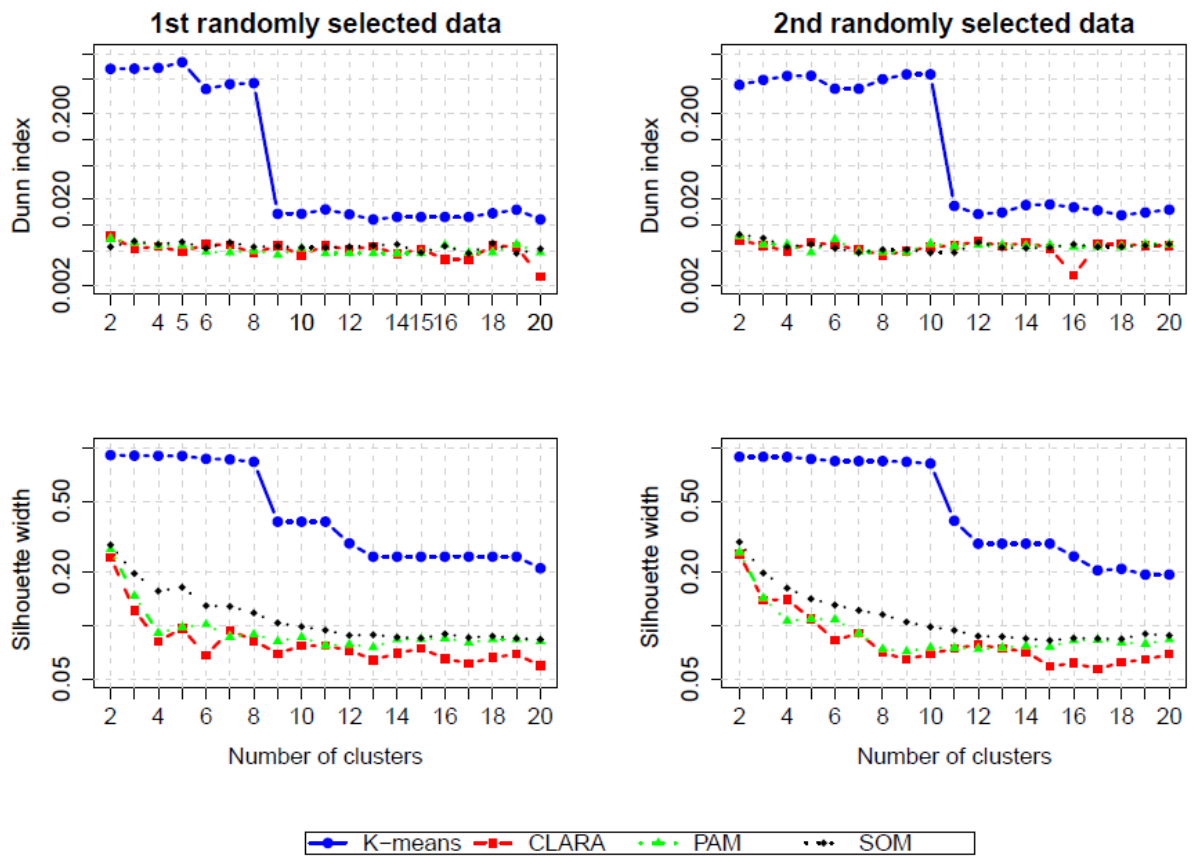 1st randomly selected data
2nd randomly selected data
Dunn index
0.200
0.020
0.002
2 4 5 6 8 10 12 14 15 16 18 20
Dunn index
0.200
0.020
0.002
2 4 6 8 10 12 14 16 18 20
Silhouette width
0.50
0.20
0.05
2 4 6 8 10 12 14 16 18 20
Number of clusters
Silhouette width
0.50
0.20
0.05
2 4 6 8 10 12 14 16 18 20
Number of clusters
K−means CLARA PAM SOM